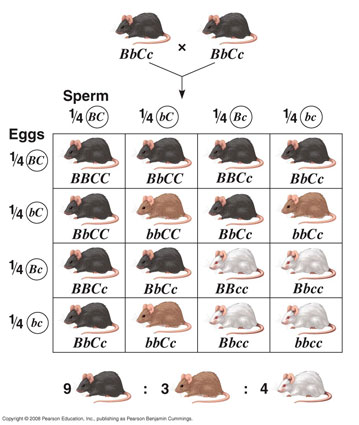 BbCc × BbCc
Sperm
1/4 BC 1/4 bC 1/4 Bc 1/4 bc
Eggs
1/4 BC BBCC BbCC BBCc BbCc
1/4 bC BbCC bbCC BbCc bbCc
1/4 Bc BBCc BbCc BBcc Bbcc
1/4 bc BbCc bbCc Bbcc bbcc
9 : 3 : 4
Copyright © 2008 Pearson Education, Inc., publishing as Pearson Benjamin Cummings.